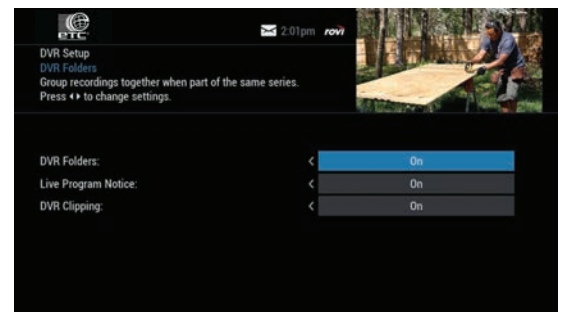 etc
2:01pm rovi
DVR Setup
DVR Folders
Group recordings together when part of the same series.
Press ◂▸ to change settings.
DVR Folders: < On
Live Program Notice: < On
DVR Clipping: < On